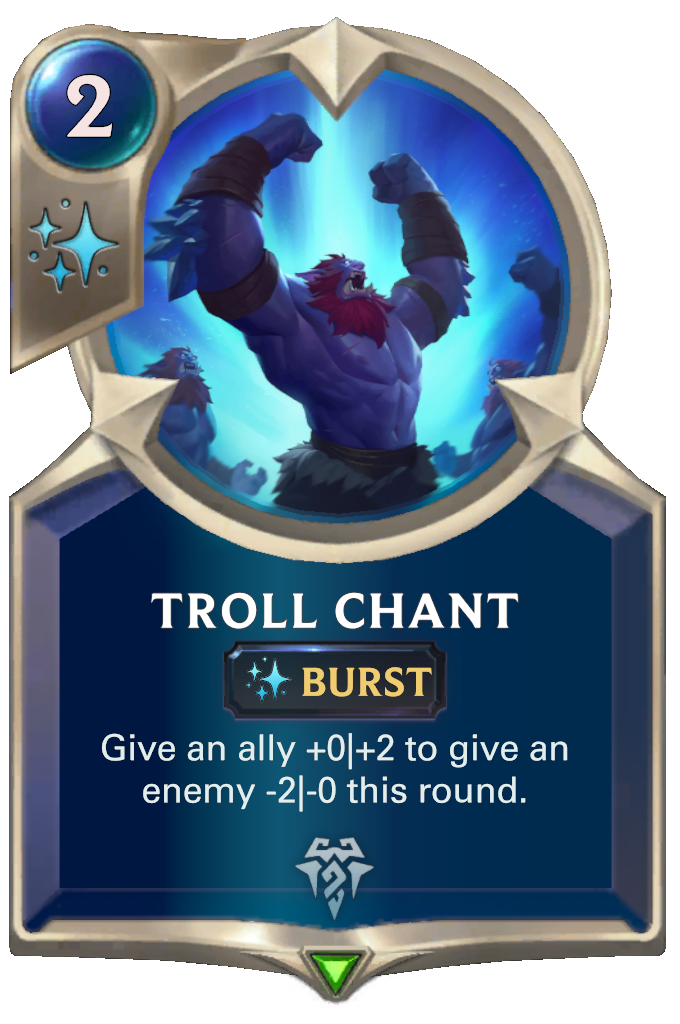 2
TROLL CHANT
BURST
Give an ally +0|+2 to give an
enemy -2|-0 this round.